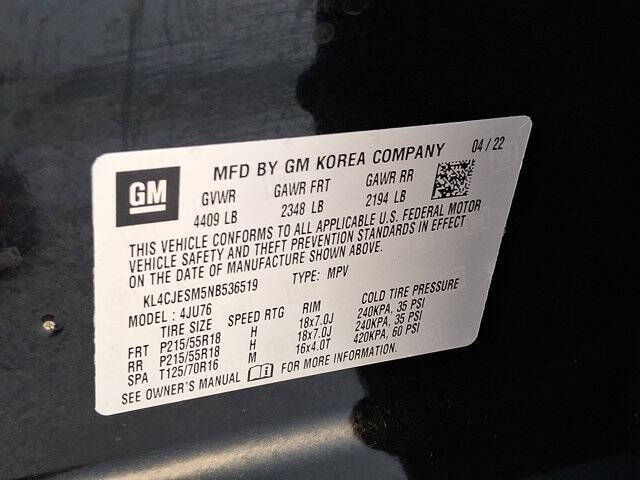 GM
MFD BY GM KOREA COMPANY 04 / 22
GVWR GAWR FRT GAWR RR
4409 LB 2348 LB 2194 LB
THIS VEHICLE CONFORMS TO ALL APPLICABLE U.S. FEDERAL MOTOR
VEHICLE SAFETY AND THEFT PREVENTION STANDARDS IN EFFECT
ON THE DATE OF MANUFACTURE SHOWN ABOVE.
KL4CJESM5NB536519 TYPE: MPV
MODEL: 4JU76
TIRE SIZE SPEED RTG RIM COLD TIRE PRESSURE
FRT P215/55R18 H 18x7.0J 240KPA, 35 PSI
RR P215/55R18 H 18x7.0J 240KPA, 35 PSI
SPA T125/70R16 M 16x4.0T 420KPA, 60 PSI
SEE OWNER'S MANUAL FOR MORE INFORMATION.